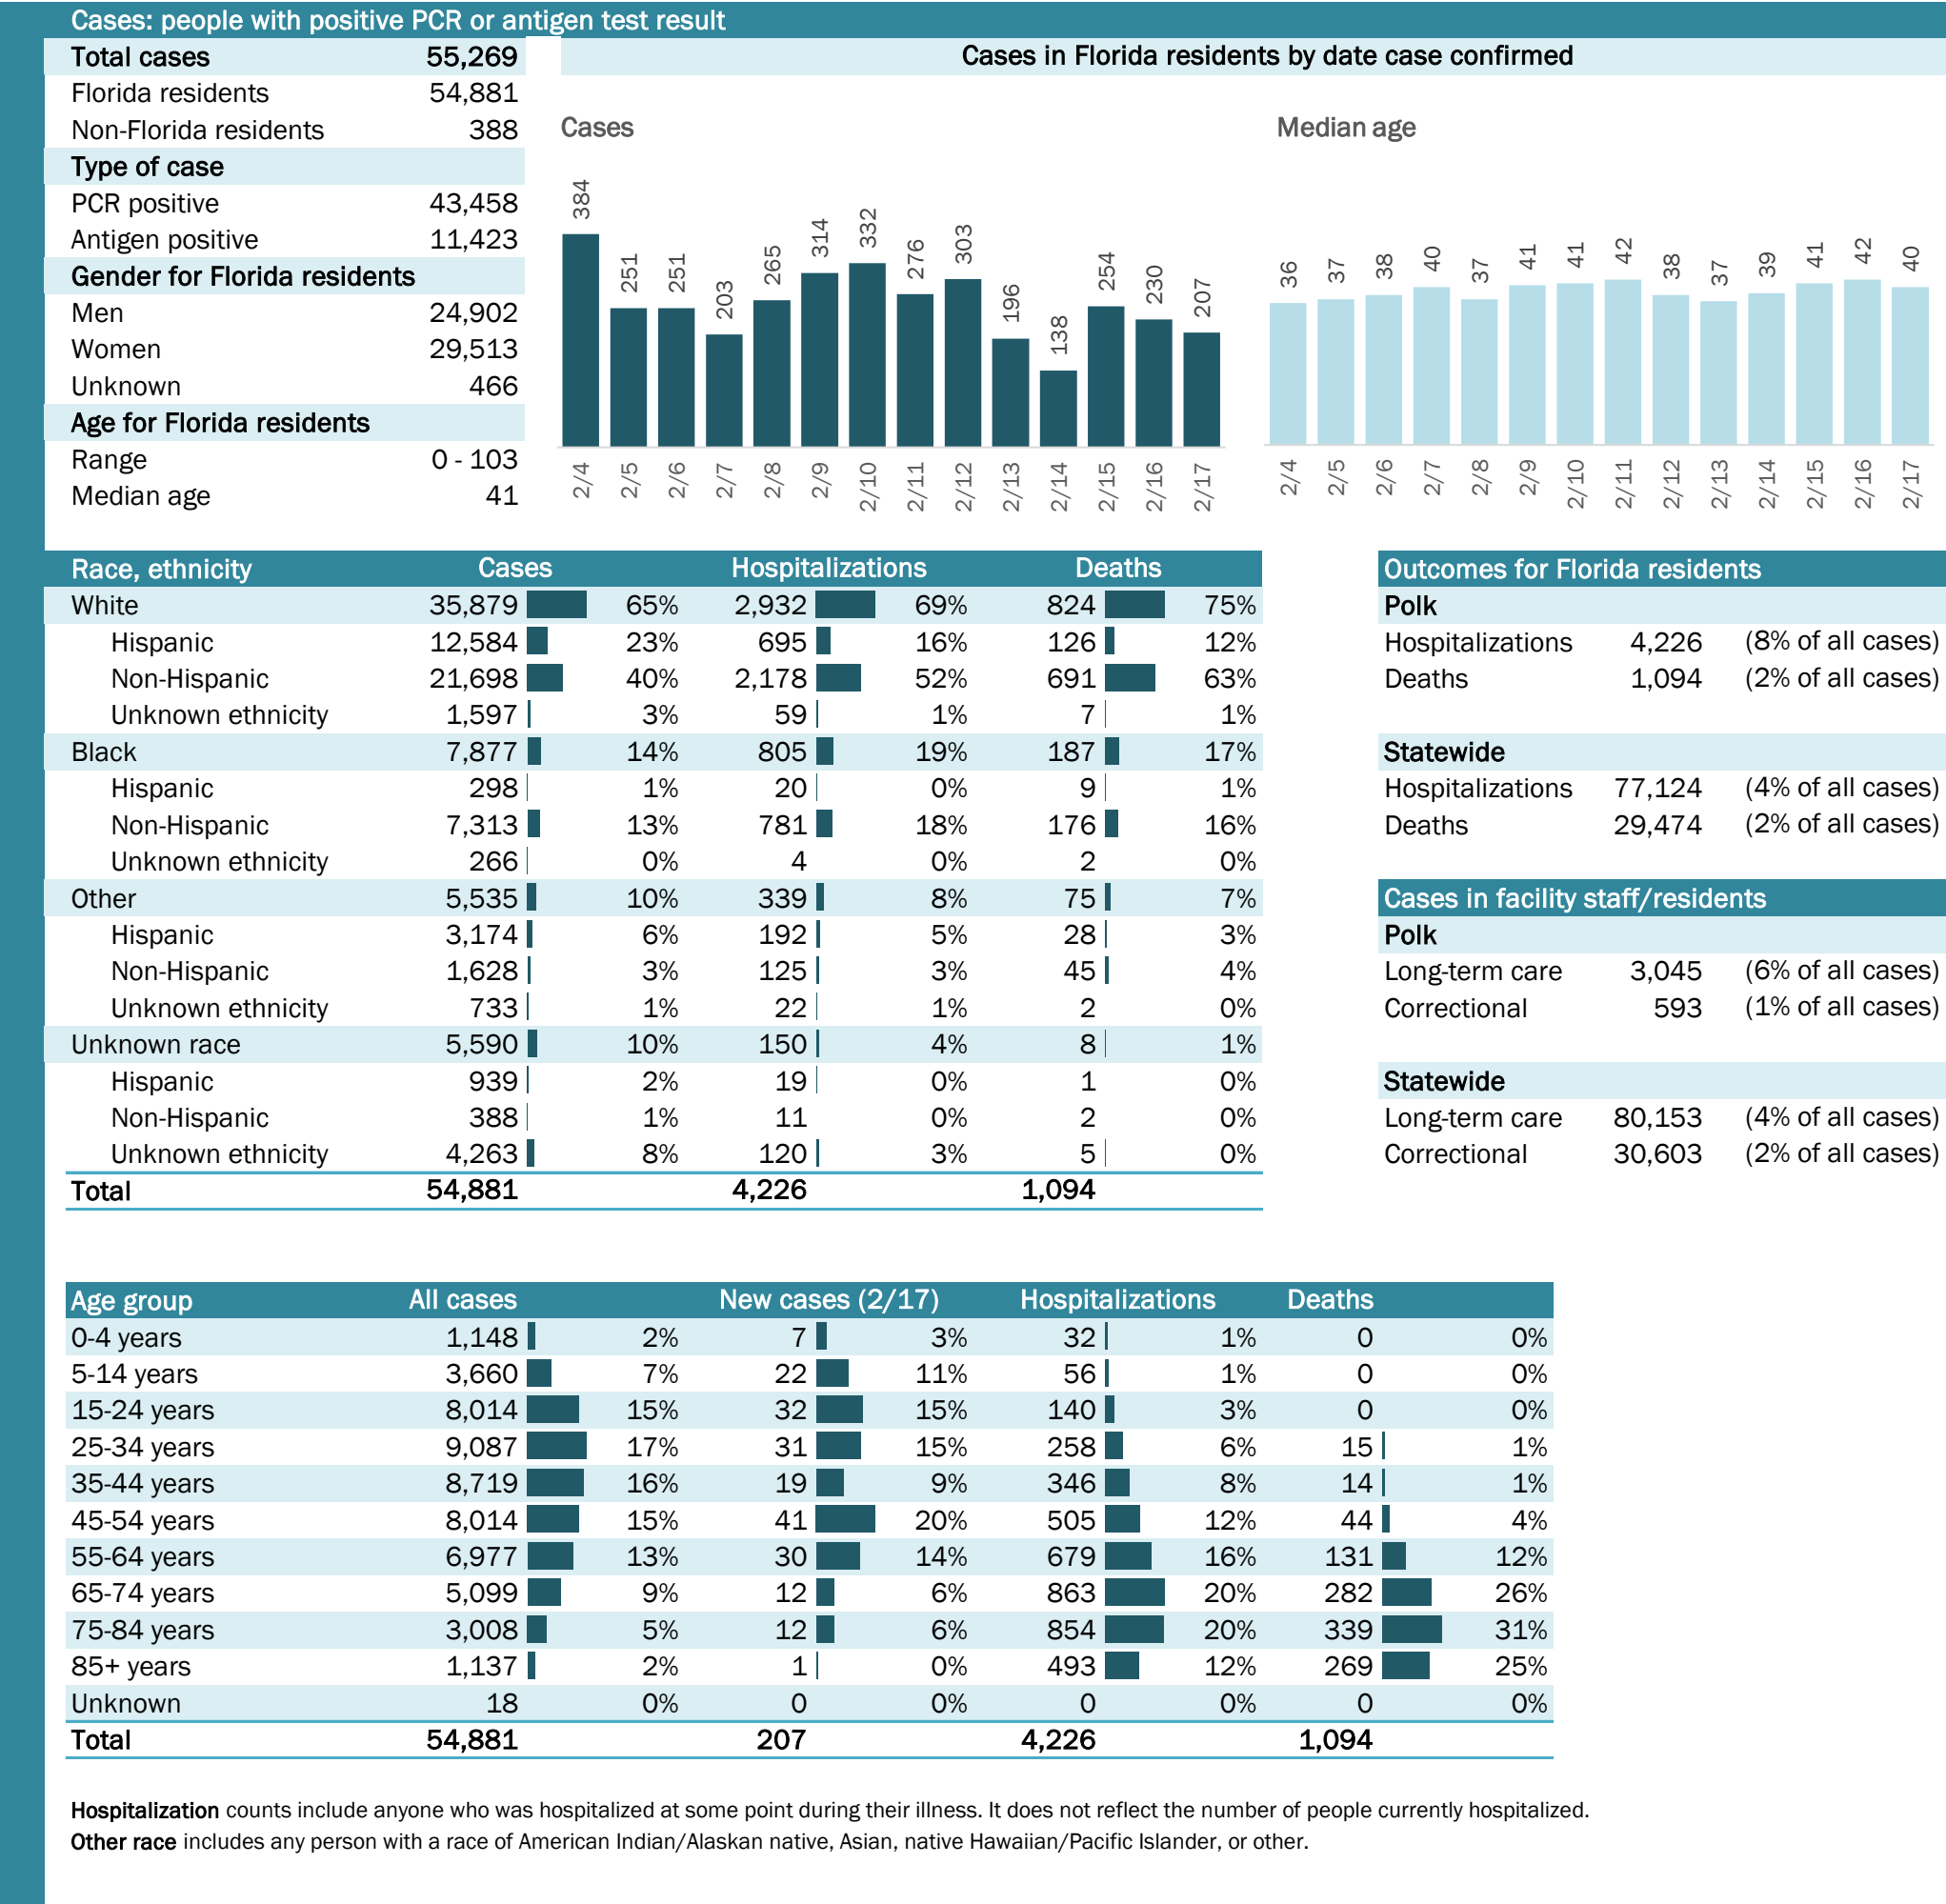 Cases: people with positive PCR or antigen test result
Total cases 55,269
Florida residents 54,881
Non-Florida residents 388
Type of case
PCR positive 43,458
Antigen positive 11,423
Gender for Florida residents
Men 24,902
Women 29,513
Unknown 466
Age for Florida residents
Range 0 - 103
Median age 41
Cases in Florida residents by date case confirmed
Cases
384 251 251 203 265 314 332 276 303 196 138 254 230 207
2/4 2/5 2/6 2/7 2/8 2/9 2/10 2/11 2/12 2/13 2/14 2/15 2/16 2/17
Median age
36 37 38 40 37 41 41 42 38 37 39 41 42 40
2/4 2/5 2/6 2/7 2/8 2/9 2/10 2/11 2/12 2/13 2/14 2/15 2/16 2/17
Race, ethnicity Cases Hospitalizations Deaths
White 35,879 65% 2,932 69% 824 75%
Hispanic 12,584 23% 695 16% 126 12%
Non-Hispanic 21,698 40% 2,178 52% 691 63%
Unknown ethnicity 1,597 3% 59 1% 7 1%
Black 7,877 14% 805 19% 187 17%
Hispanic 298 1% 20 0% 9 1%
Non-Hispanic 7,313 13% 781 18% 176 16%
Unknown ethnicity 266 0% 4 0% 2 0%
Other 5,535 10% 339 8% 75 7%
Hispanic 3,174 6% 192 5% 28 3%
Non-Hispanic 1,628 3% 125 3% 45 4%
Unknown ethnicity 733 1% 22 1% 2 0%
Unknown race 5,590 10% 150 4% 8 1%
Hispanic 939 2% 19 0% 1 0%
Non-Hispanic 388 1% 11 0% 2 0%
Unknown ethnicity 4,263 8% 120 3% 5 0%
Total 54,881 4,226 1,094
Outcomes for Florida residents
Polk
Hospitalizations 4,226 (8% of all cases)
Deaths 1,094 (2% of all cases)
Statewide
Hospitalizations 77,124 (4% of all cases)
Deaths 29,474 (2% of all cases)
Cases in facility staff/residents
Polk
Long-term care 3,045 (6% of all cases)
Correctional 593 (1% of all cases)
Statewide
Long-term care 80,153 (4% of all cases)
Correctional 30,603 (2% of all cases)
Age group All cases New cases (2/17) Hospitalizations Deaths
0-4 years 1,148 2% 7 3% 32 1% 0 0%
5-14 years 3,660 7% 22 11% 56 1% 0 0%
15-24 years 8,014 15% 32 15% 140 3% 0 0%
25-34 years 9,087 17% 31 15% 258 6% 15 1%
35-44 years 8,719 16% 19 9% 346 8% 14 1%
45-54 years 8,014 15% 41 20% 505 12% 44 4%
55-64 years 6,977 13% 30 14% 679 16% 131 12%
65-74 years 5,099 9% 12 6% 863 20% 282 26%
75-84 years 3,008 5% 12 6% 854 20% 339 31%
85+ years 1,137 2% 1 0% 493 12% 269 25%
Unknown 18 0% 0 0% 0 0% 0 0%
Total 54,881 207 4,226 1,094
Hospitalization counts include anyone who was hospitalized at some point during their illness. It does not reflect the number of people currently hospitalized.
Other race includes any person with a race of American Indian/Alaskan native, Asian, native Hawaiian/Pacific Islander, or other.